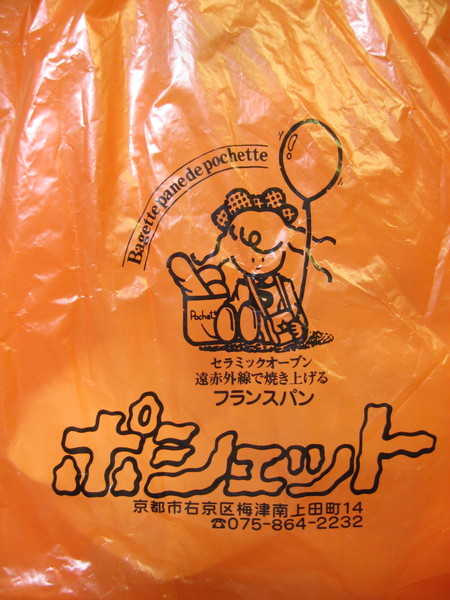 Bagette pane de pochette
Pochet
セラミックオーブン
遠赤外線で焼き上げる
フランスパン
ポシェット
京都市右京区梅津南上田町14
☎075-864-2232